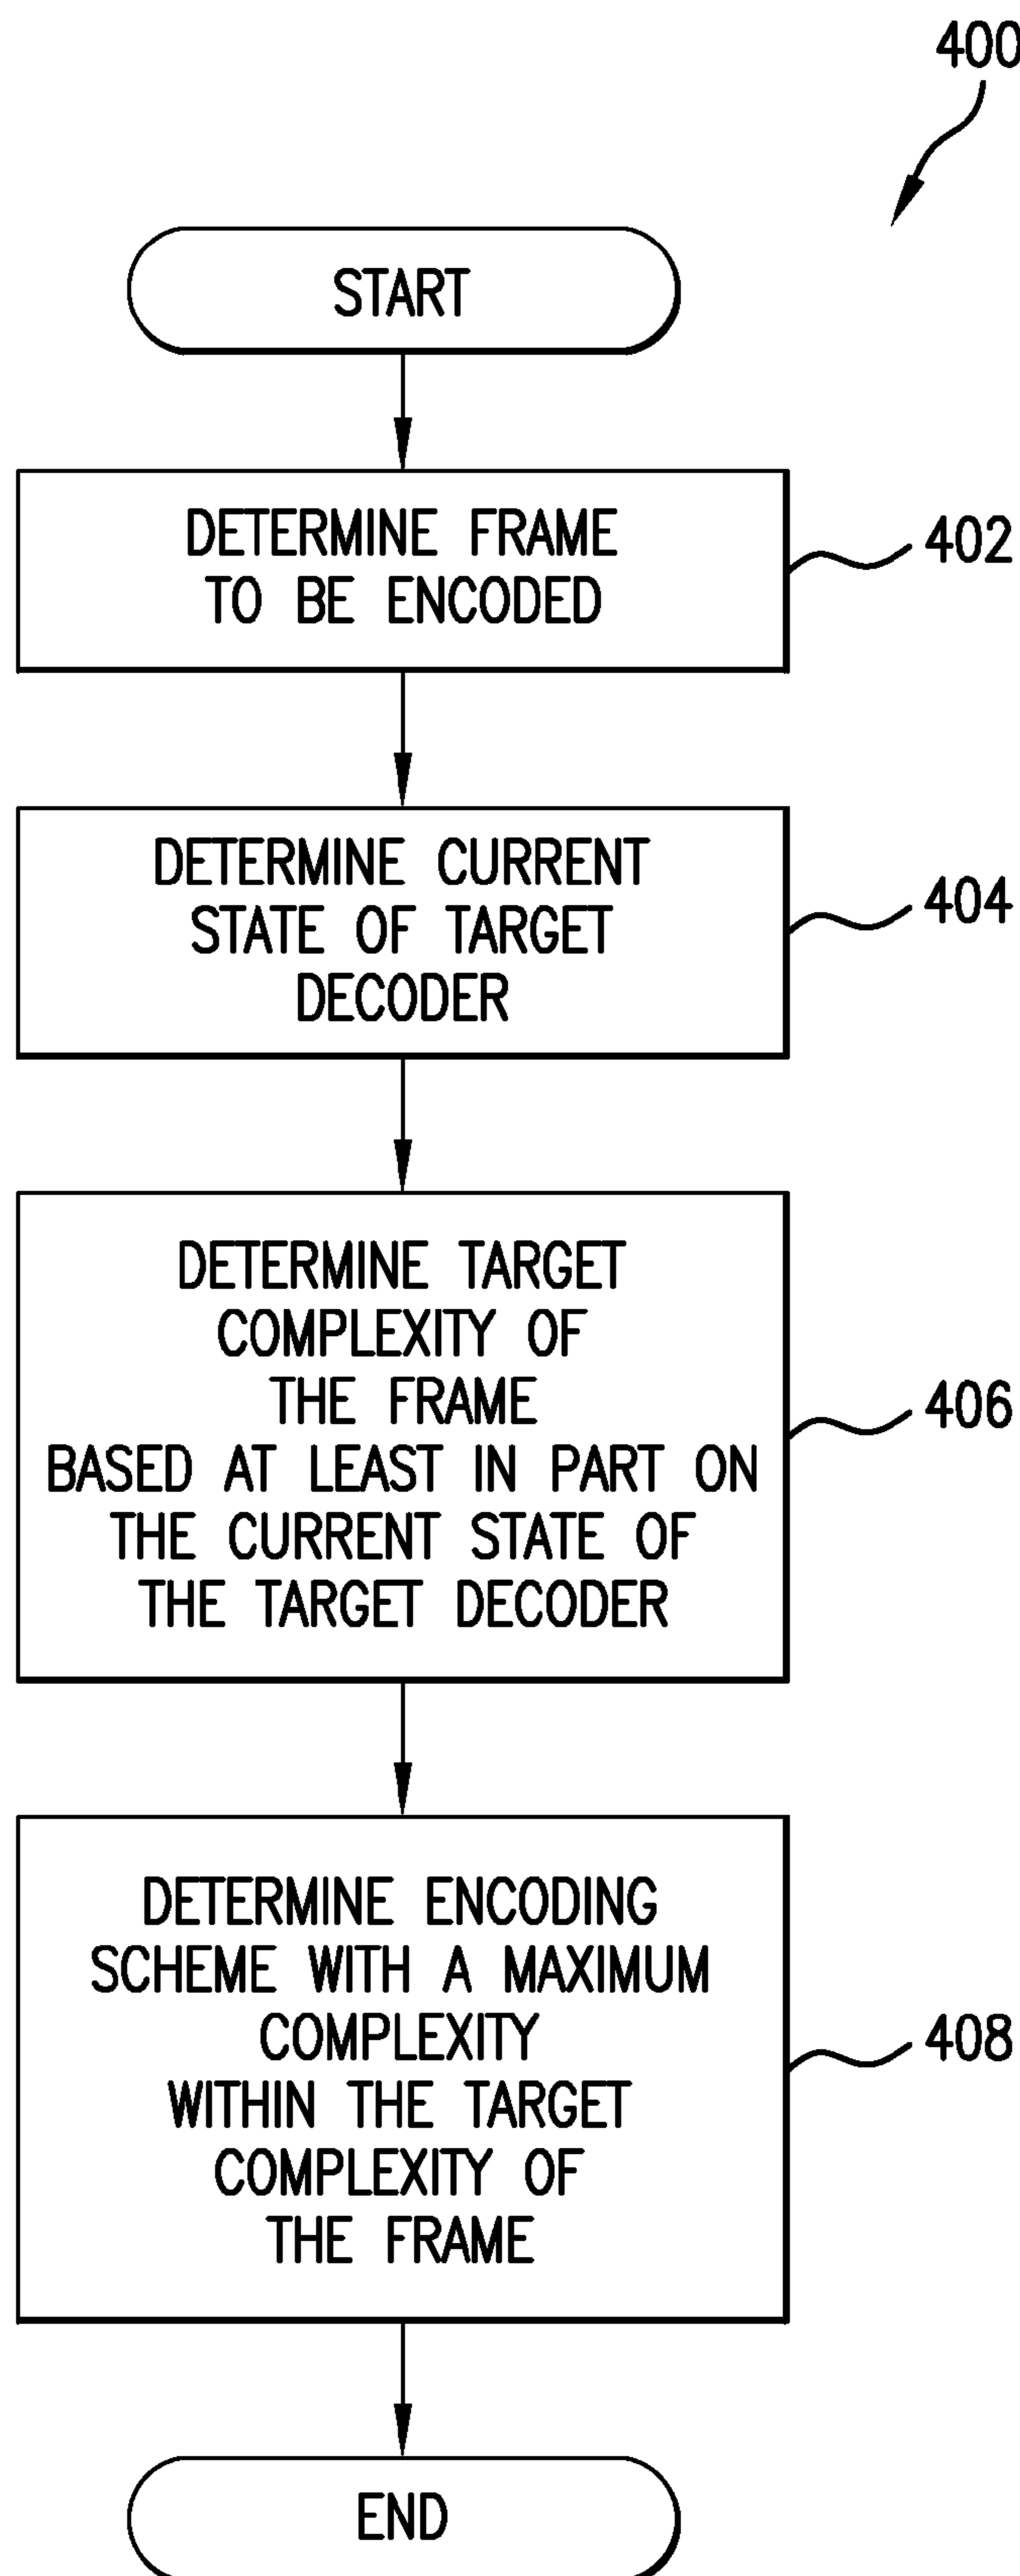 400
START
DETERMINE FRAME
TO BE ENCODED
402
DETERMINE CURRENT
STATE OF TARGET
DECODER
404
DETERMINE TARGET
COMPLEXITY OF
THE FRAME
BASED AT LEAST IN PART ON
THE CURRENT STATE OF
THE TARGET DECODER
406
DETERMINE ENCODING
SCHEME WITH A MAXIMUM
COMPLEXITY
WITHIN THE TARGET
COMPLEXITY OF
THE FRAME
408
END